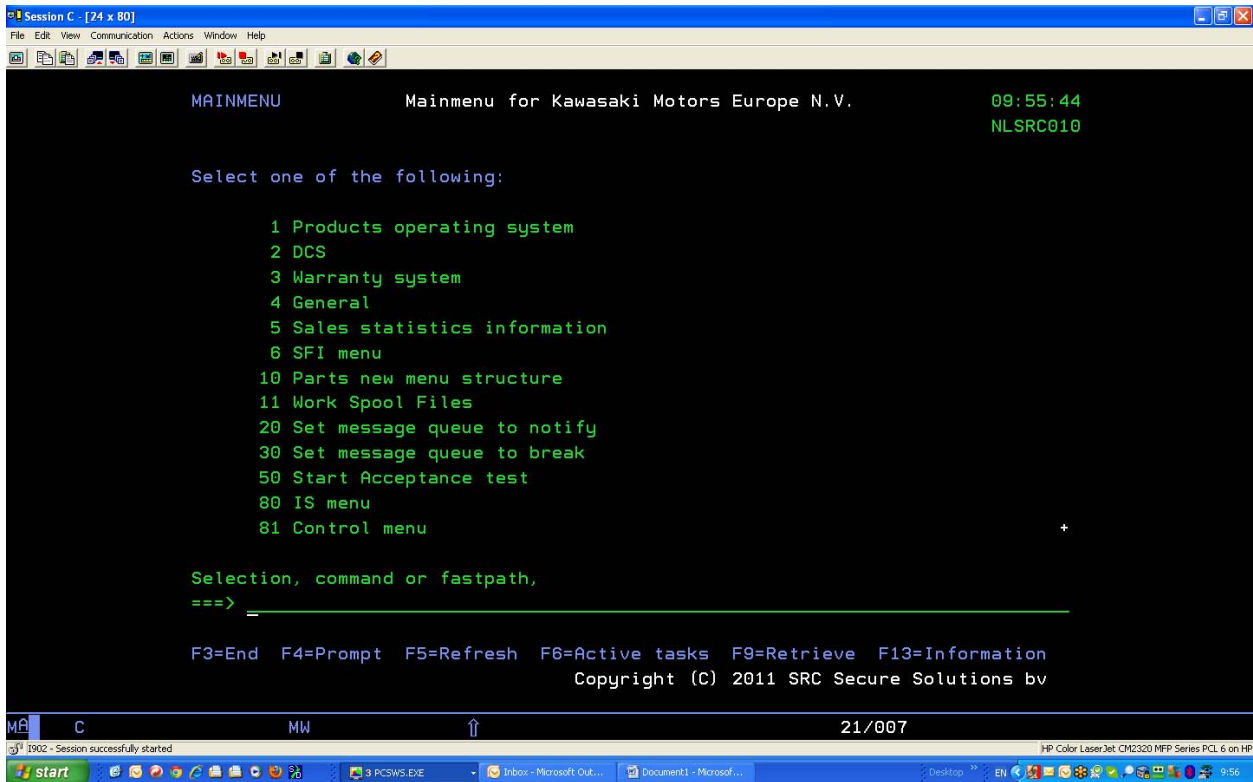 Session C - [24 x 80]
File Edit View Communication Actions Window Help
MAINMENU Mainmenu for Kawasaki Motors Europe N.V. 09:55:44
NLSRC010
Select one of the following:
1 Products operating system
2 DCS
3 Warranty system
4 General
5 Sales statistics information
6 SFI menu
10 Parts new menu structure
11 Work Spool Files
20 Set message queue to notify
30 Set message queue to break
50 Start Acceptance test
80 IS menu
81 Control menu +
Selection, command or fastpath,
===>
F3=End F4=Prompt F5=Refresh F6=Active tasks F9=Retrieve F13=Information
Copyright (C) 2011 SRC Secure Solutions bv
MA C MW 21/007
I902 - Session successfully started HP Color LaserJet CM2320 MFP Series PCL 6 on HP
start 3 PCSWS.EXE Inbox - Microsoft Out... Document1 - Microsof... Desktop » EN 9:56